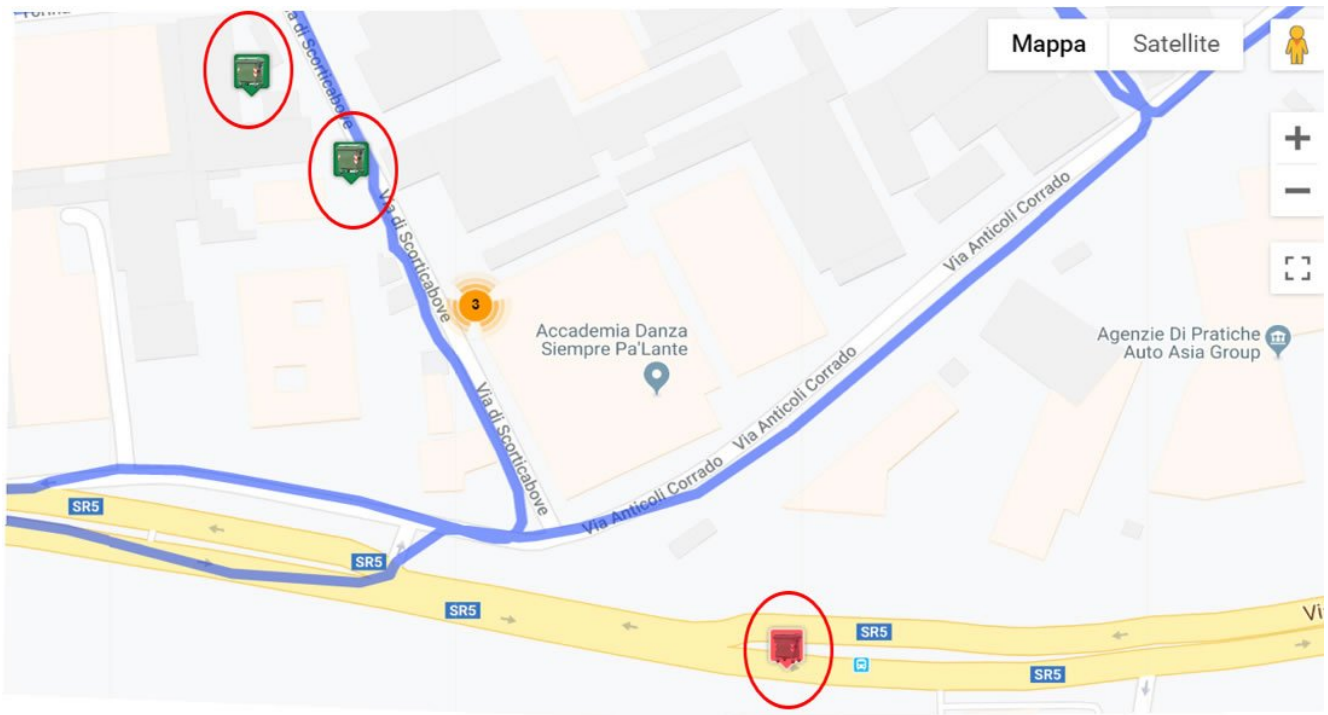 Mappa
Satellite
Via di Scorticabove
Via di Scorticabove
Via di Scorticabove
3
Accademia Danza
Siempre Pa'Lante
Via Anticoli Corrado
Agenzie Di Pratiche
Auto Asia Group
Via Anticoli Corrado
Via Anticoli Corrado
Via Anticoli Corrado
SR5
SR5
SR5
SR5
SR5